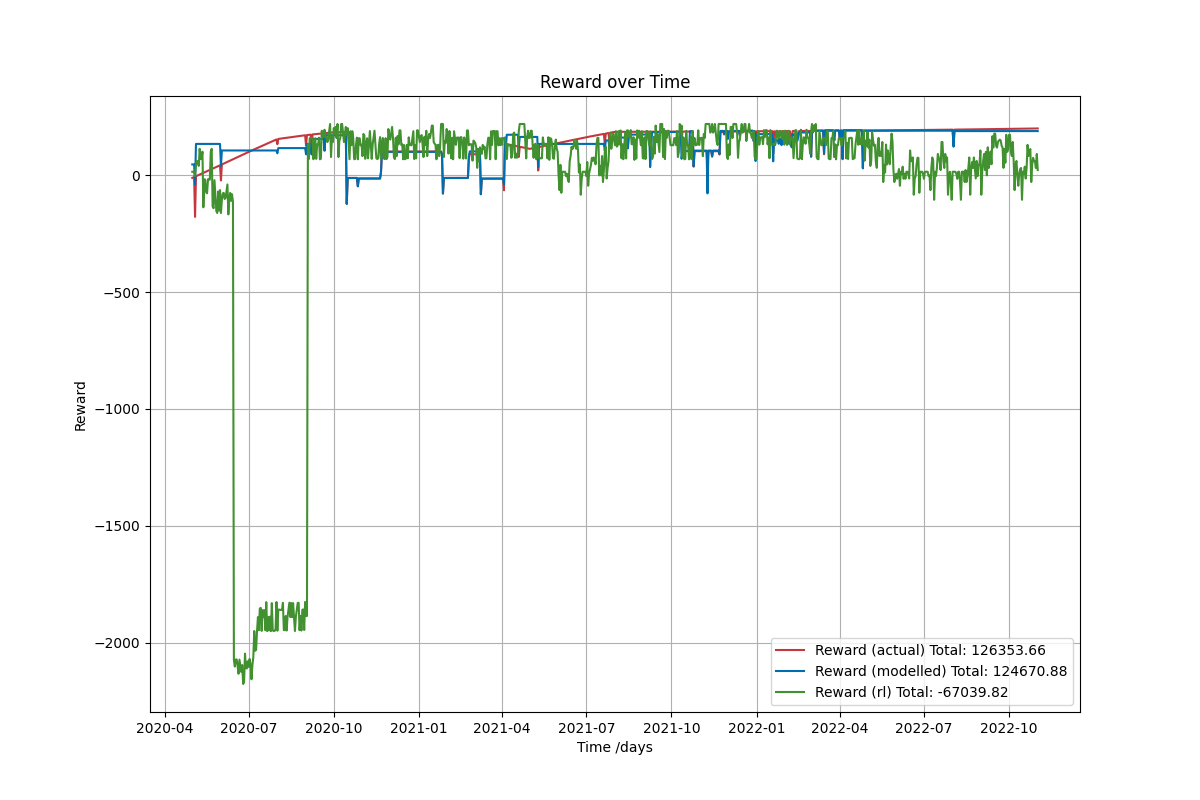 Reward over Time
Reward
0
−500
−1000
−1500
−2000
2020-04 2020-07 2020-10 2021-01 2021-04 2021-07 2021-10 2022-01 2022-04 2022-07 2022-10
Time /days
Reward (actual) Total: 126353.66
Reward (modelled) Total: 124670.88
Reward (rl) Total: -67039.82